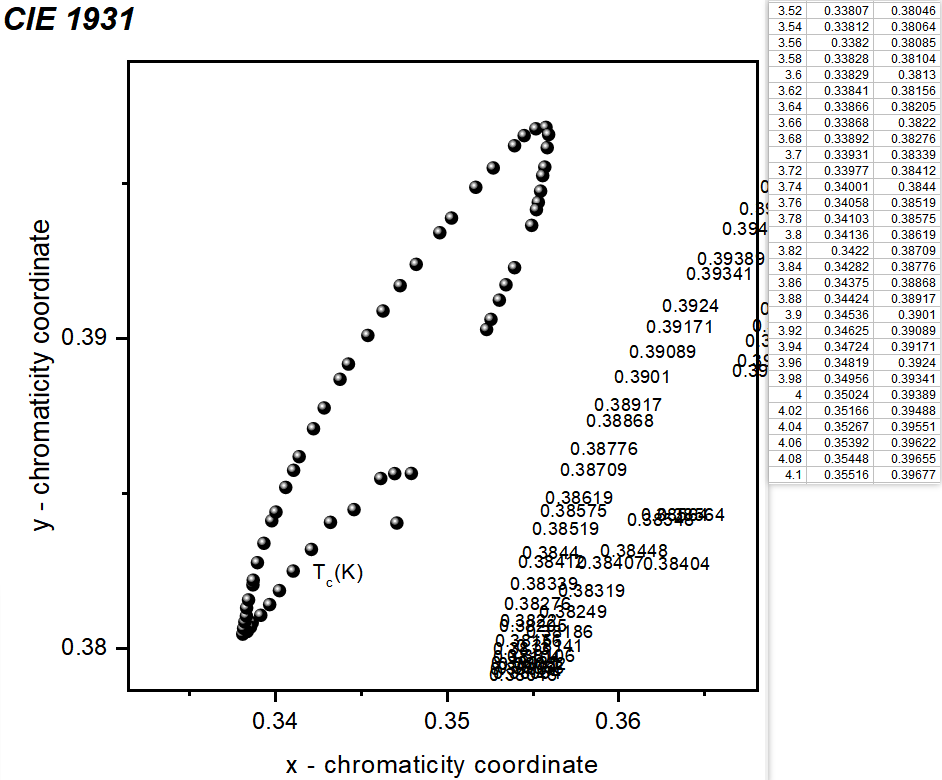 CIE 1931
3.52 0.33807 0.38046
3.54 0.33812 0.38064
3.56 0.3382 0.38085
3.58 0.33828 0.38104
3.6 0.33829 0.3813
3.62 0.33841 0.38156
3.64 0.33866 0.38205
3.66 0.33868 0.3822
3.68 0.33892 0.38276
3.7 0.33931 0.38339
3.72 0.33977 0.38412
3.74 0.34001 0.3844
3.76 0.34058 0.38519
3.78 0.34103 0.38575
3.8 0.34136 0.38619
3.82 0.3422 0.38709
3.84 0.34282 0.38776
3.86 0.34375 0.38868
3.88 0.34424 0.38917
3.9 0.34536 0.3901
3.92 0.34625 0.39089
3.94 0.34724 0.39171
3.96 0.34819 0.3924
3.98 0.34956 0.39341
4 0.35024 0.39389
4.02 0.35166 0.39488
4.04 0.35267 0.39551
4.06 0.35392 0.39622
4.08 0.35448 0.39655
4.1 0.35516 0.39677
0.39389
0.39341
0.3924
0.39171
0.39089
0.3901
0.38917
0.38868
0.38776
0.38709
0.38619
0.38575
0.38519
0.3844 0.38448
0.38412 0.38407 0.38404
0.38339 0.38319
0.38276 0.38249
Tc(K)
0.39
0.38
0.34 0.35 0.36
x - chromaticity coordinate
y - chromaticity coordinate